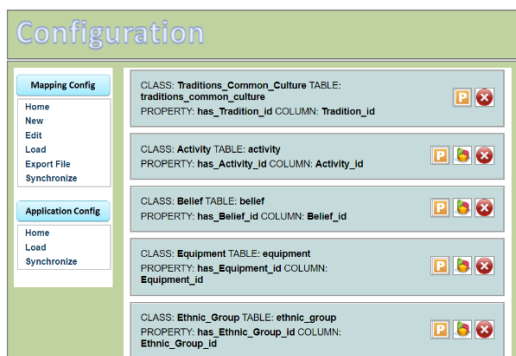 Configuration
Mapping Config
Home
New
Edit
Load
Export File
Synchronize
Application Config
Home
Load
Synchronize
CLASS: Traditions_Common_Culture TABLE:
traditions_common_culture
PROPERTY: has_Tradition_id COLUMN: Tradition_id
P
CLASS: Activity TABLE: activity
PROPERTY: has_Activity_id COLUMN: Activity_id
P
CLASS: Belief TABLE: belief
PROPERTY: has_Belief_id COLUMN: Belief_id
P
CLASS: Equipment TABLE: equipment
PROPERTY: has_Equipment_id COLUMN:
Equipment_id
P
CLASS: Ethnic_Group TABLE: ethnic_group
PROPERTY: has_Ethnic_Group_id COLUMN:
Ethnic_Group_id
P